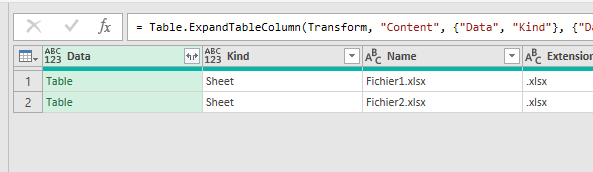 fx = Table.ExpandTableColumn(Transform, "Content", {"Data", "Kind"}, {"Da
ABC 123 Data ABC 123 Kind ABC Name ABC Extension
1 Table Sheet Fichier1.xlsx .xlsx
2 Table Sheet Fichier2.xlsx .xlsx